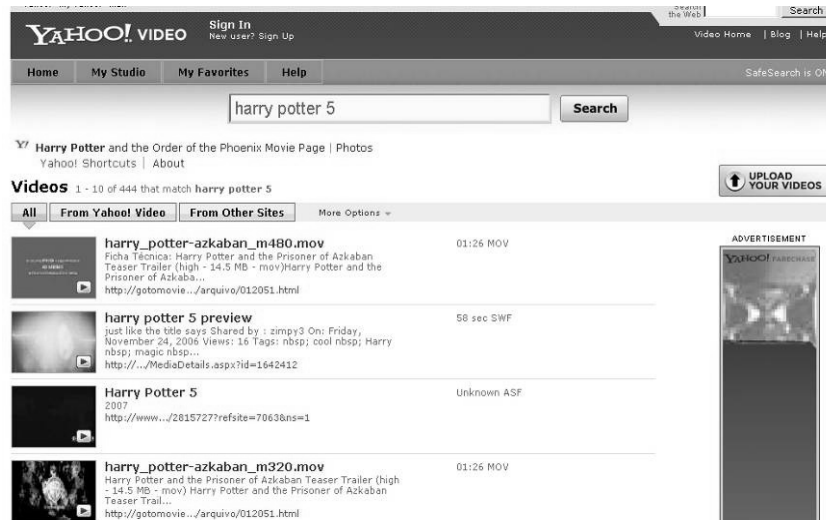 Search
the Web
Search
YAHOO! VIDEO
Sign In
New user? Sign Up
Video Home | Blog | Help
Home
My Studio
My Favorites
Help
SafeSearch is ON
harry potter 5
Search
Y! Harry Potter and the Order of the Phoenix Movie Page | Photos
Yahoo! Shortcuts | About
Videos 1 - 10 of 444 that match harry potter 5
UPLOAD
YOUR VIDEOS
All
From Yahoo! Video
From Other Sites
More Options
ADVERTISEMENT
YAHOO! FARECHASE
harry_potter-azkaban_m480.mov
01:26 MOV
Ficha Técnica: Harry Potter and the Prisoner of Azkaban
Teaser Trailer (high - 14.5 MB - mov)Harry Potter and the
Prisoner of Azkaba...
http://gotomovie.../arquivo/012051.html
harry potter 5 preview
58 sec SWF
just like the title says Shared by : zimpy3 On: Friday,
November 24, 2006 Views: 16 Tags: nbsp; cool nbsp; Harry
nbsp; magic nbsp...
http://.../MediaDetails.aspx?id=1642412
Harry Potter 5
Unknown ASF
2007
http://www.../2815727?refsite=7063&ns=1
harry_potter-azkaban_m320.mov
01:26 MOV
Harry Potter and the Prisoner of Azkaban Teaser Trailer (high
- 14.5 MB - mov) Harry Potter and the Prisoner of Azkaban
Teaser Trail...
http://gotomovie.../arquivo/012051.html